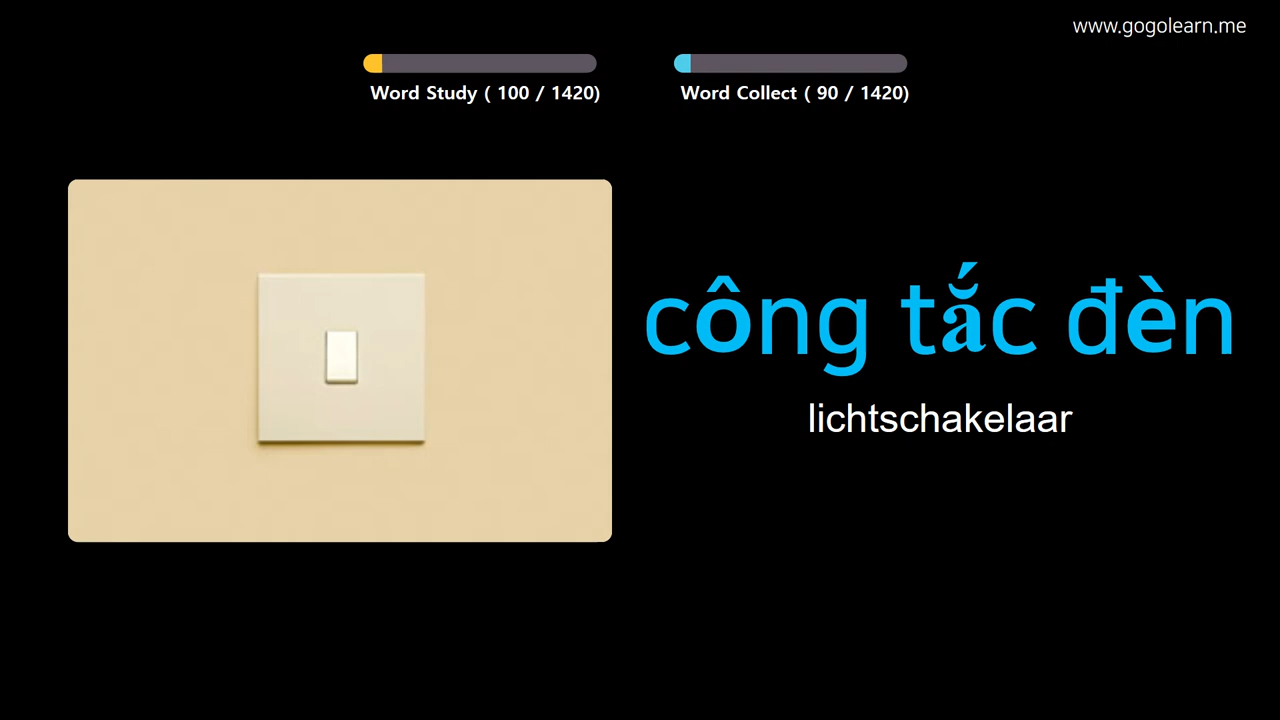 www.gogolearn.me
Word Study ( 100 / 1420)
Word Collect ( 90 / 1420)
công tắc đèn
lichtschakelaar